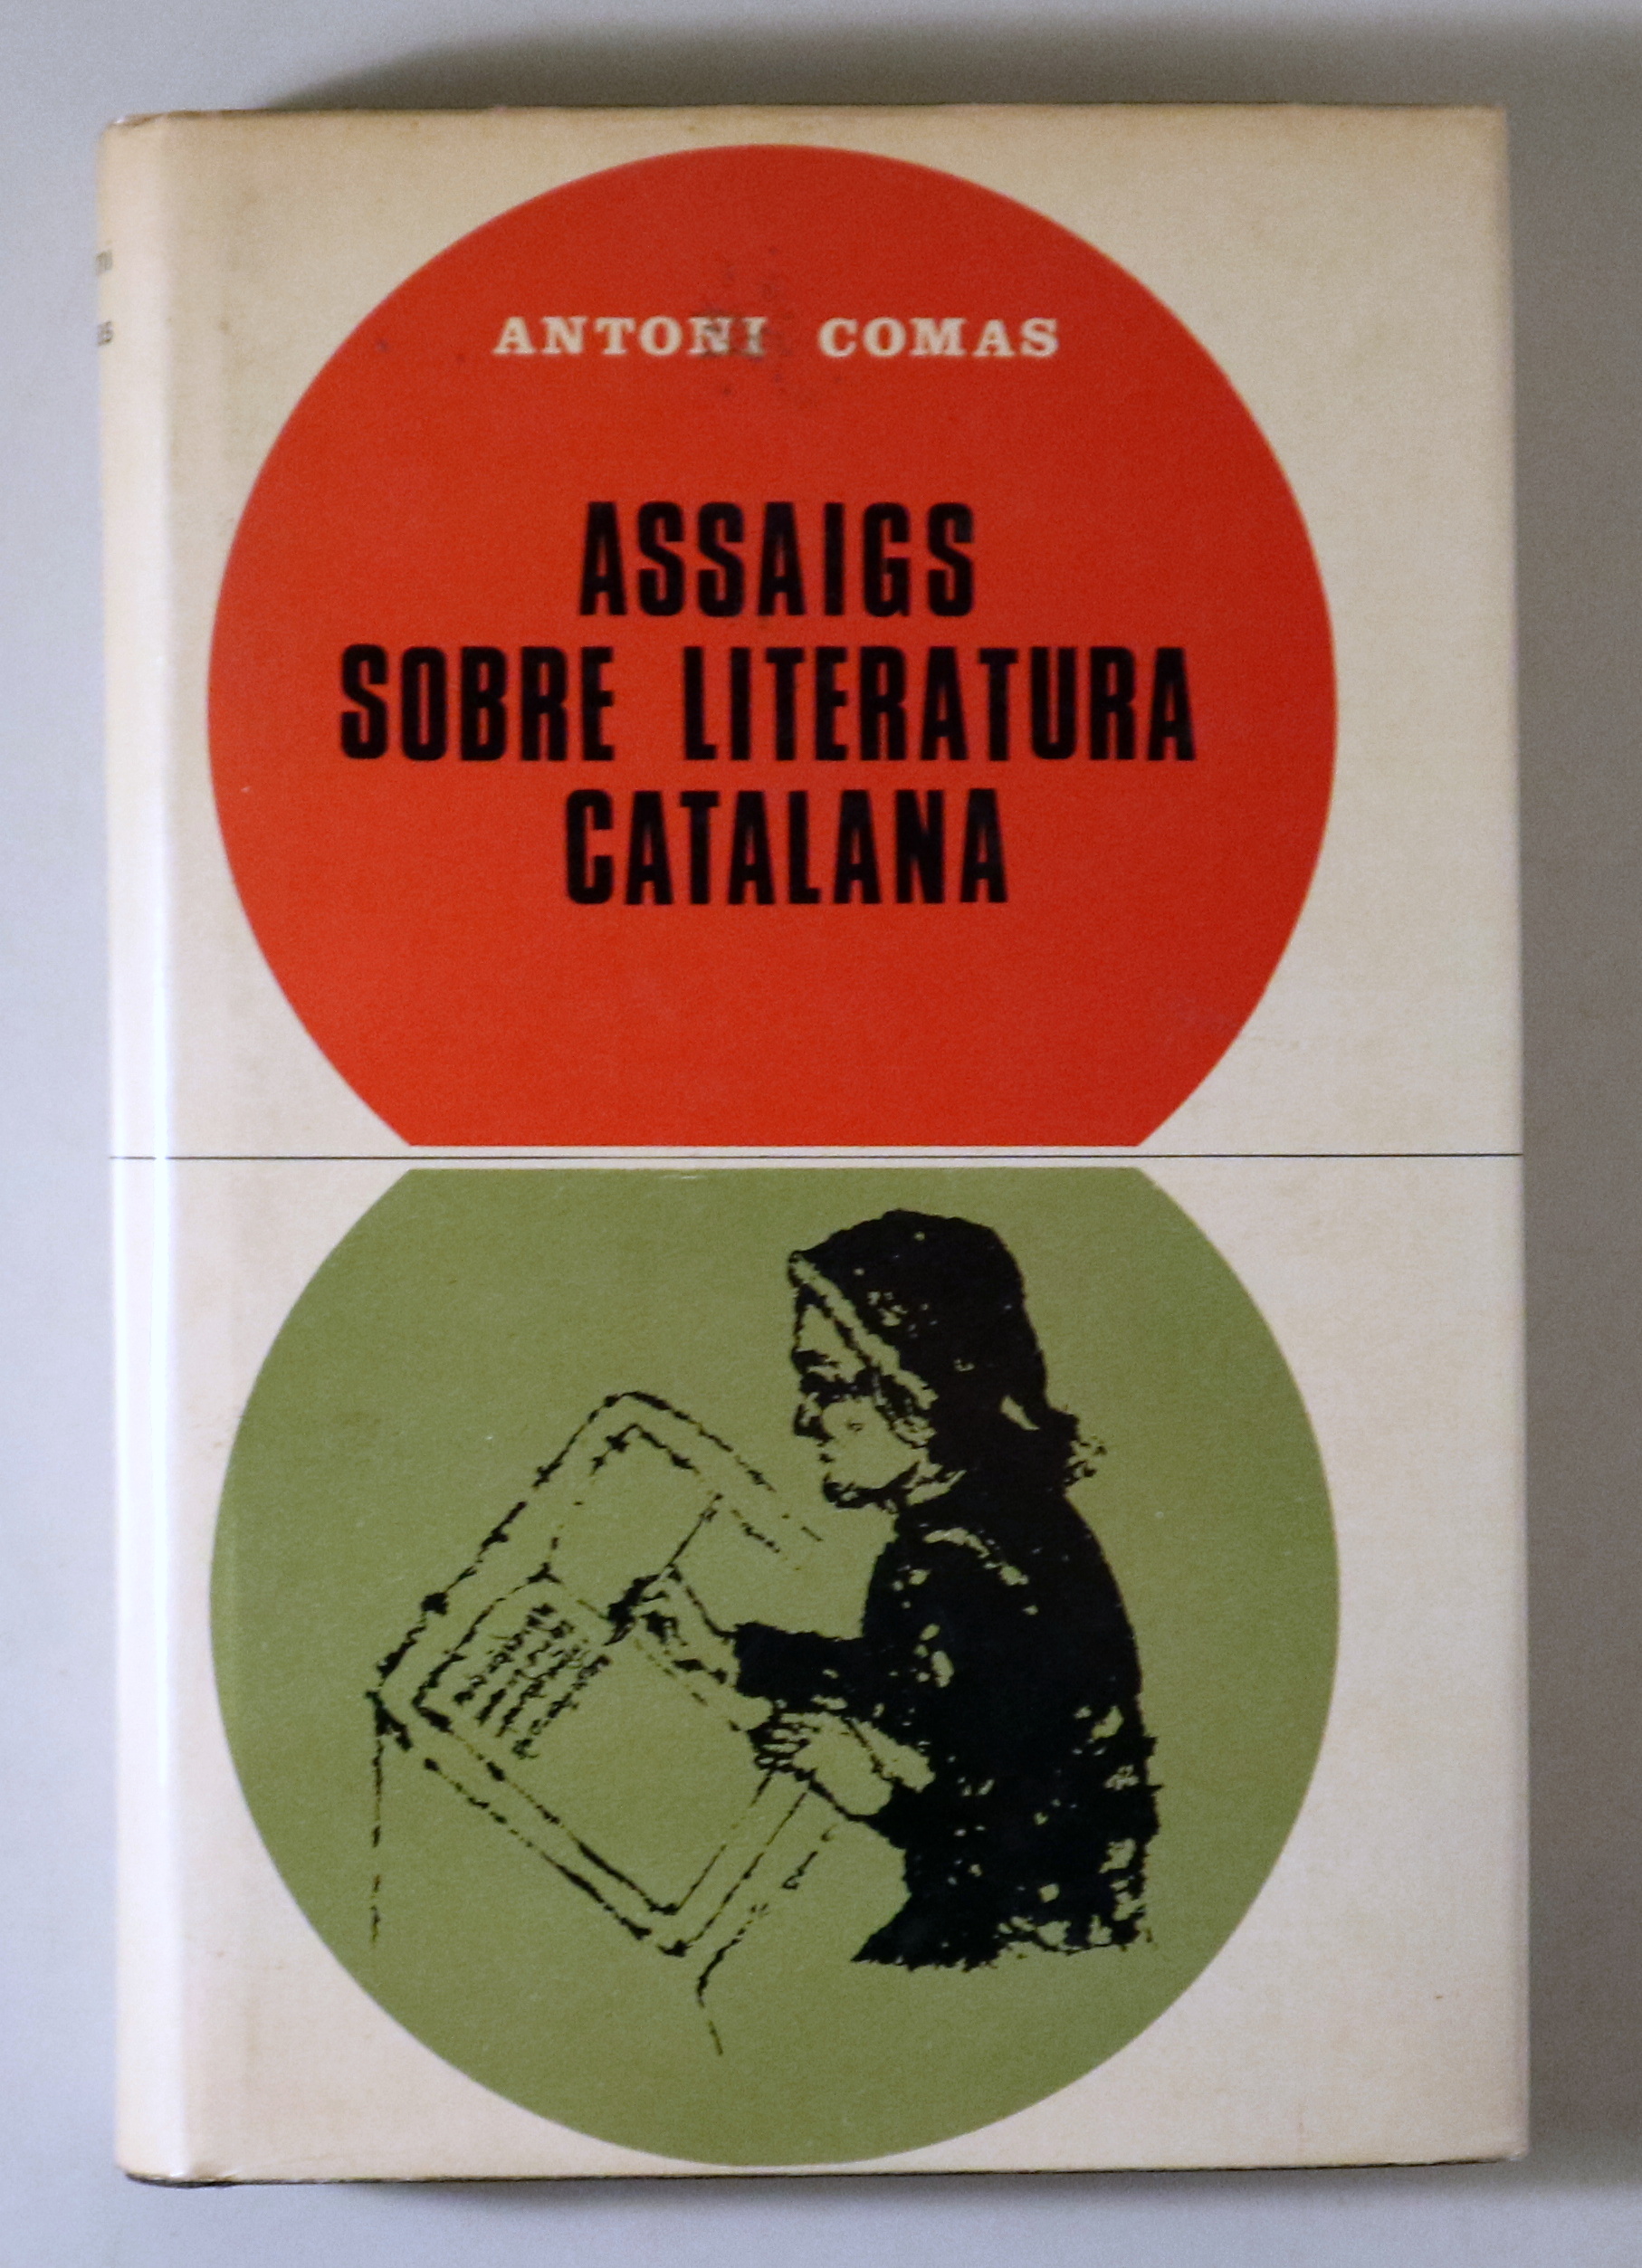 ANTONI COMAS
ASSAIGS
SOBRE LITERATURA
CATALANA